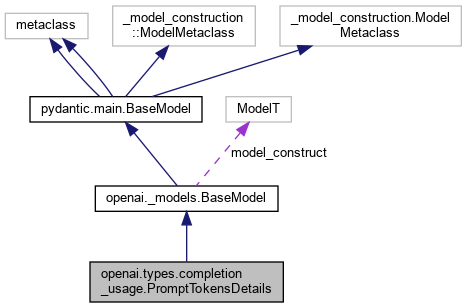 metaclass
_model_construction
::ModelMetaclass
_model_construction.Model
Metaclass
pydantic.main.BaseModel
ModelT
model_construct
openai._models.BaseModel
openai.types.completion
_usage.PromptTokensDetails